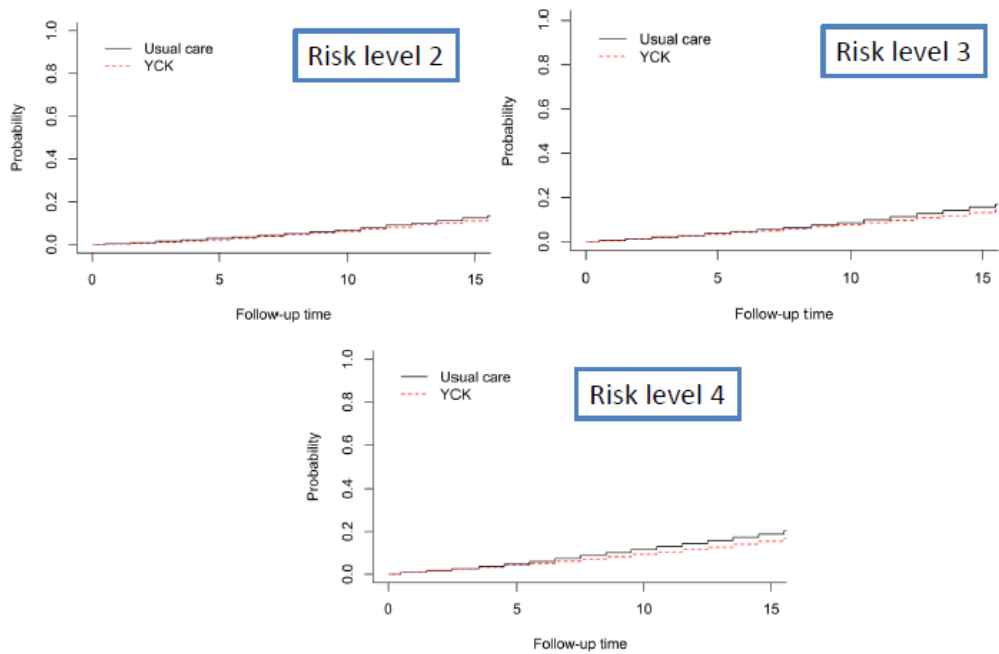 Usual care
YCK
Risk level 2
Probability
1.0
0.8
0.6
0.4
0.2
0.0
0 5 10 15
Follow-up time
Usual care
YCK
Risk level 3
Probability
1.0
0.8
0.6
0.4
0.2
0.0
0 5 10 15
Follow-up time
Usual care
YCK
Risk level 4
Probability
1.0
0.8
0.6
0.4
0.2
0.0
0 5 10 15
Follow-up time